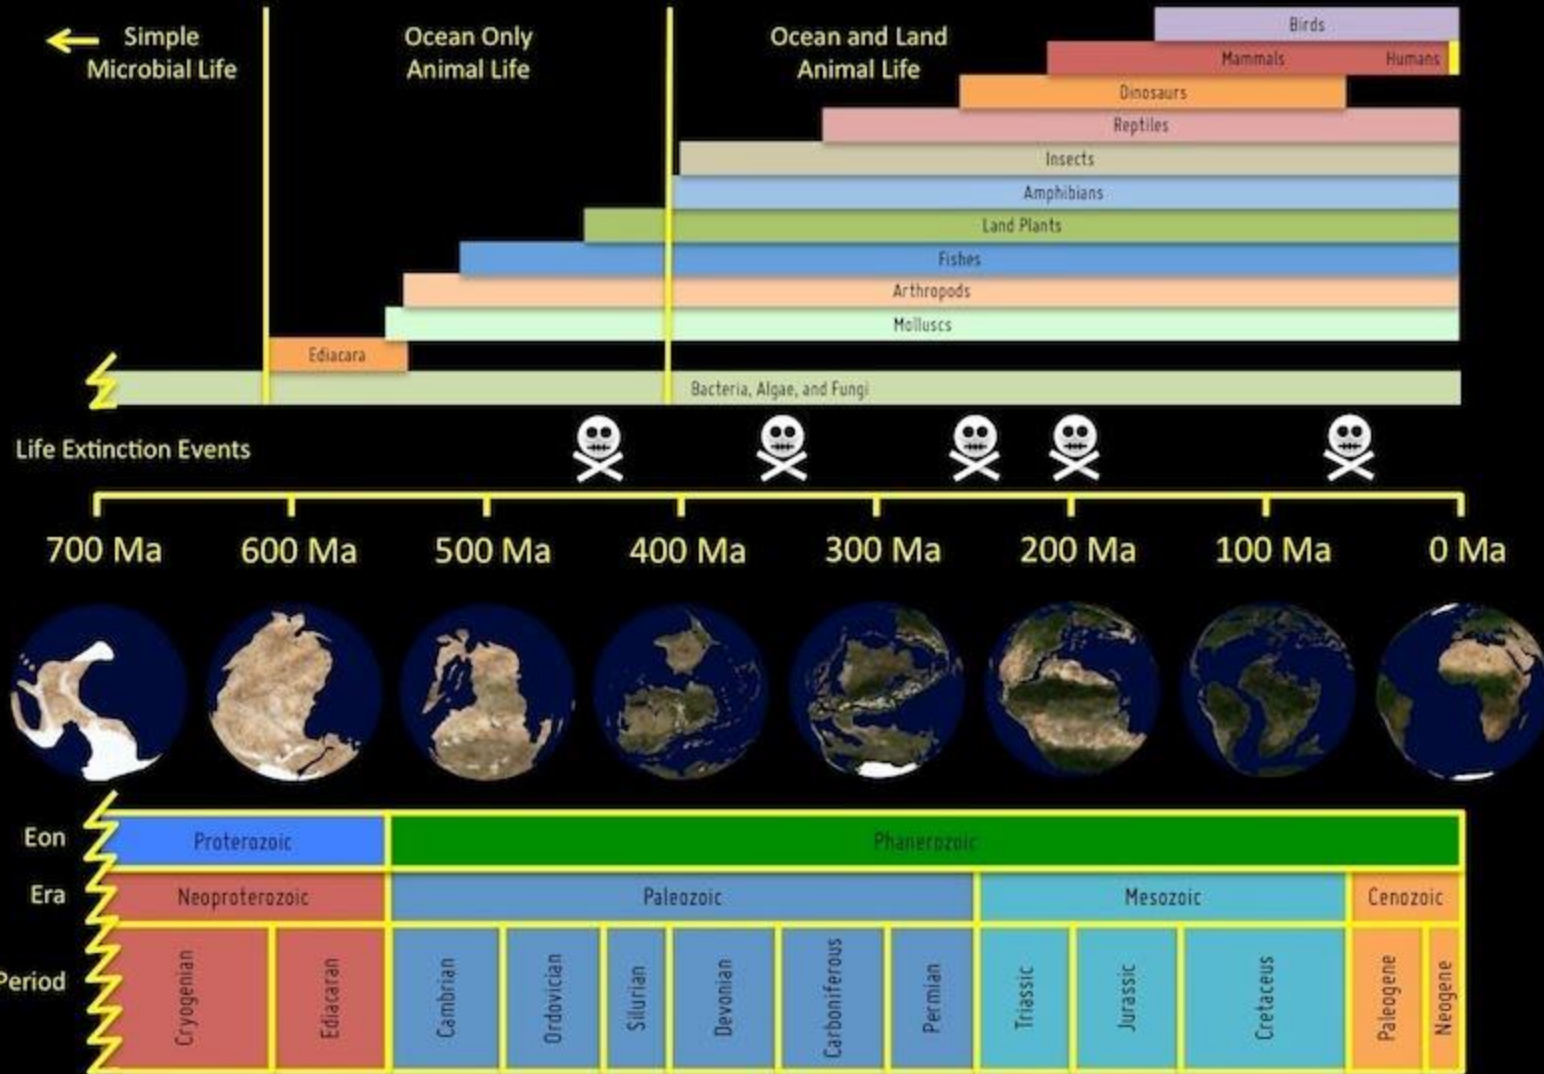 Simple
Microbial Life
Ocean Only
Animal Life
Ocean and Land
Animal Life
Birds
Mammals
Humans
Dinosaurs
Reptiles
Insects
Amphibians
Land Plants
Fishes
Arthropods
Molluscs
Ediacara
Bacteria, Algae, and Fungi
Life Extinction Events
700 Ma
600 Ma
500 Ma
400 Ma
300 Ma
200 Ma
100 Ma
0 Ma
Eon
Proterozoic
Phanerozoic
Era
Neoproterozoic
Paleozoic
Mesozoic
Cenozoic
Period
Cryogenian
Ediacaran
Cambrian
Ordovician
Silurian
Devonian
Carboniferous
Permian
Triassic
Jurassic
Cretaceus
Paleogene
Neogene